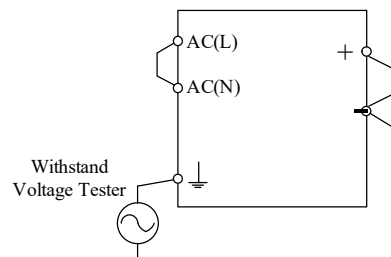 AC(L)
+
AC(N)
Withstand
Voltage Tester